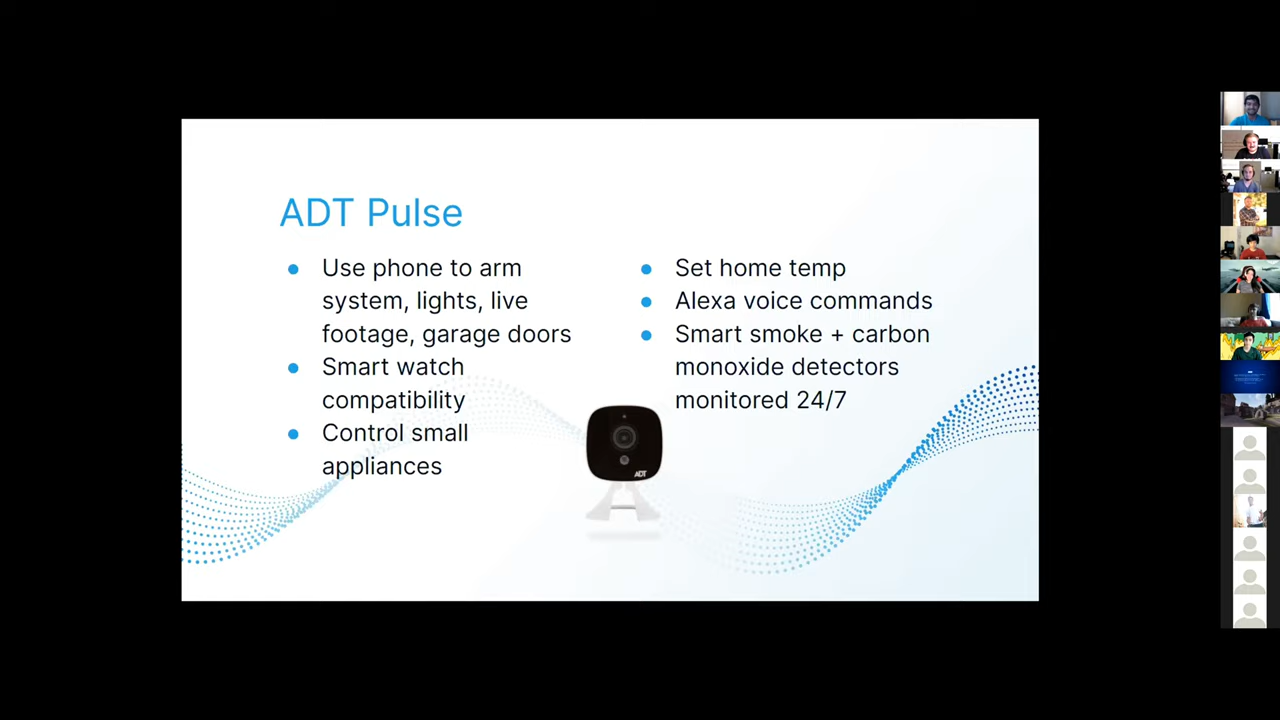 ADT Pulse
● Use phone to arm
system, lights, live
footage, garage doors
● Smart watch
compatibility
● Control small
appliances
● Set home temp
● Alexa voice commands
● Smart smoke + carbon
monoxide detectors
monitored 24/7
ADT